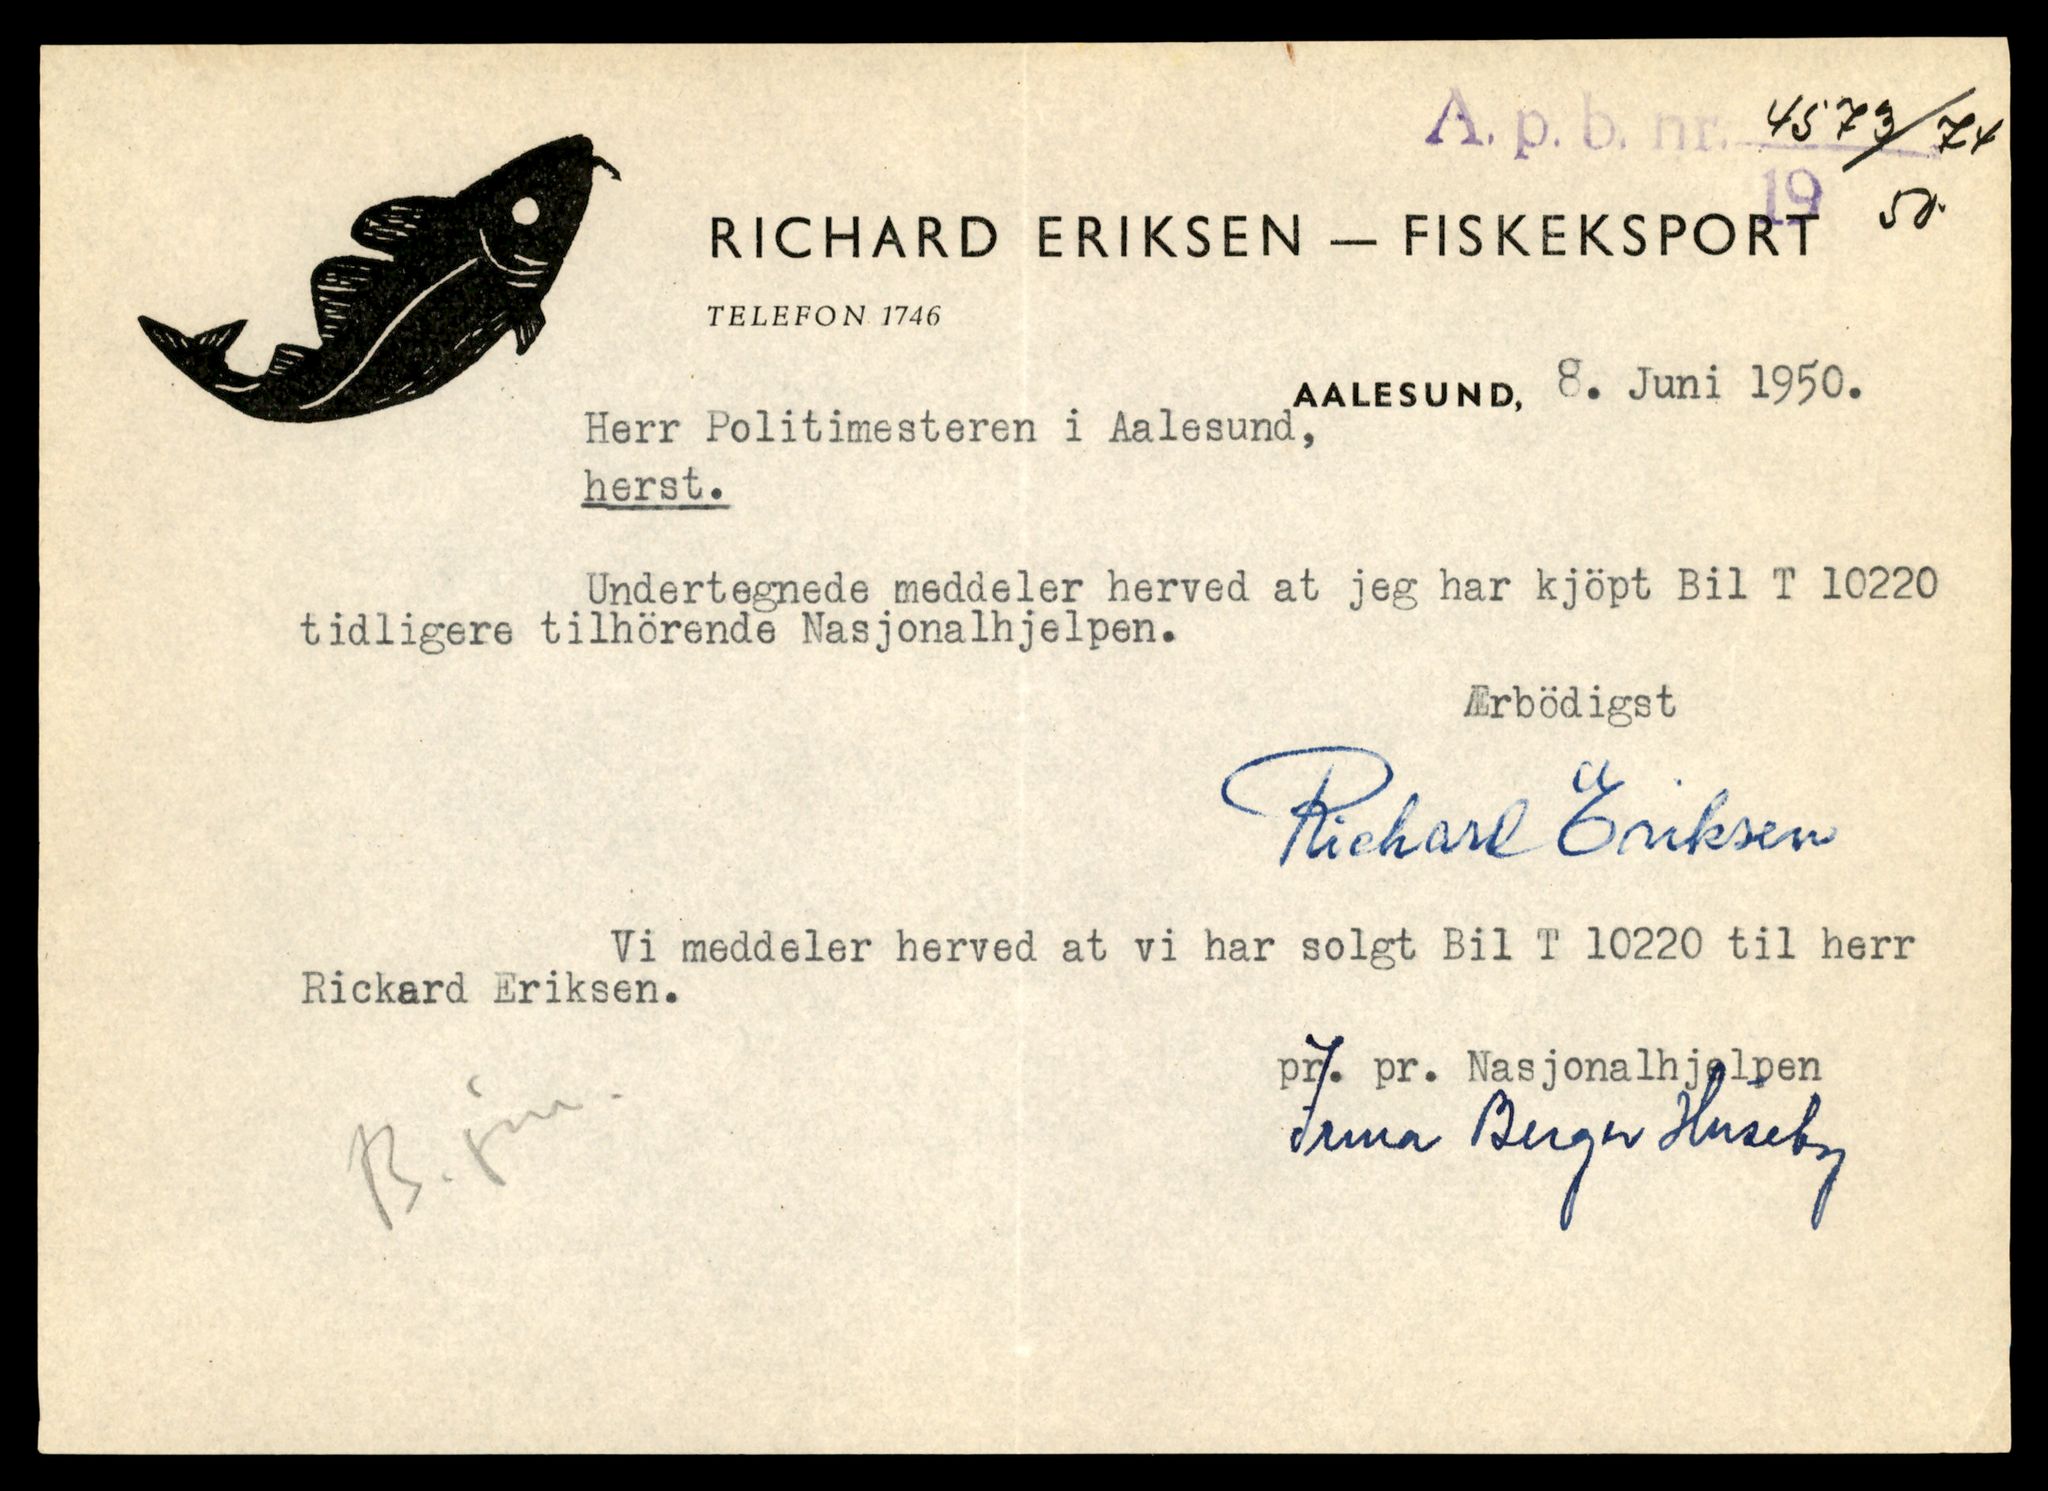 A. p. b. nr. 4573/74
19 50.
RICHARD ERIKSEN — FISKEKSPORT
TELEFON 1746
AALESUND, 8. Juni 1950.
Herr Politimesteren i Aalesund,
herst.
Undertegnede meddeler herved at jeg har kjöpt Bil T 10220
tidligere tilhörende Nasjonalhjelpen.
Ærbödigst
Richard Eriksen
Vi meddeler herved at vi har solgt Bil T 10220 til herr
Rickard Eriksen.
pr. pr. Nasjonalhjelpen
Irma Berger Huseby
B.